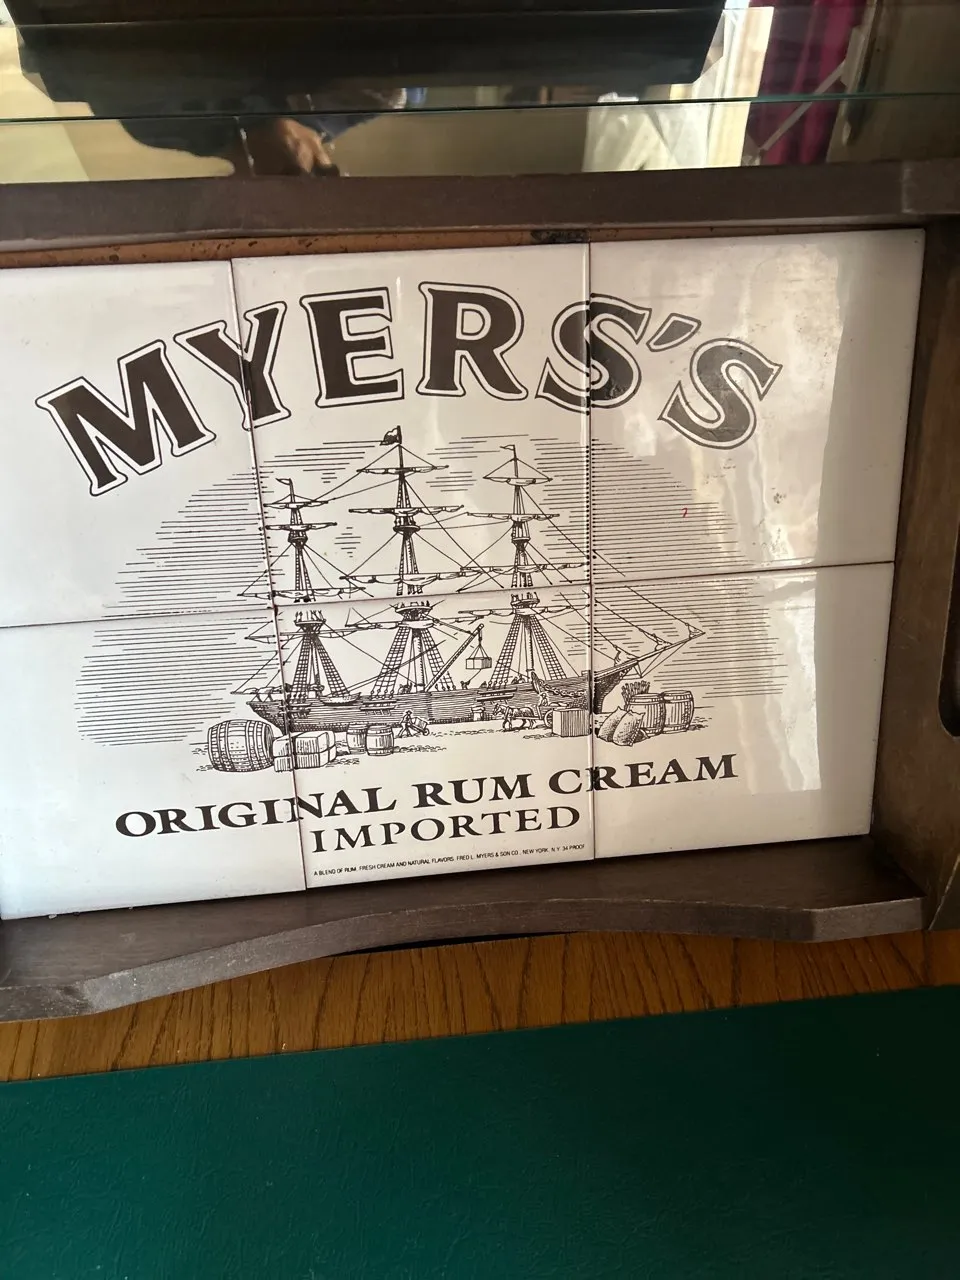 MYERS'S
ORIGINAL RUM CREAM
IMPORTED
A BLEND OF RUM, FRESH CREAM AND NATURAL FLAVORS. FRED L. MYERS & SON CO., NEW YORK, N.Y. 34 PROOF